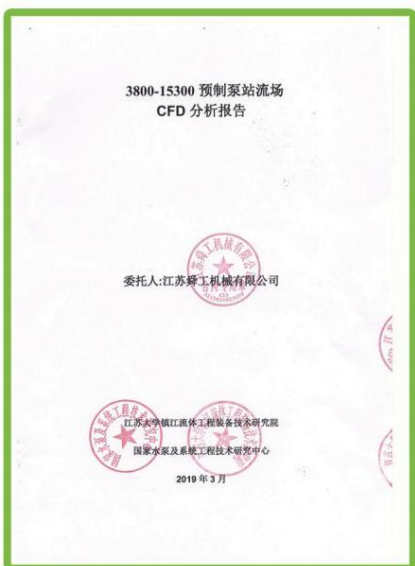 3800-15300 预制泵站流场
CFD 分析报告
委托人:江苏舜工机械有限公司
江苏大学镇江流体工程装备技术研究院
国家水泵及系统工程技术研究中心
2019 年 3 月